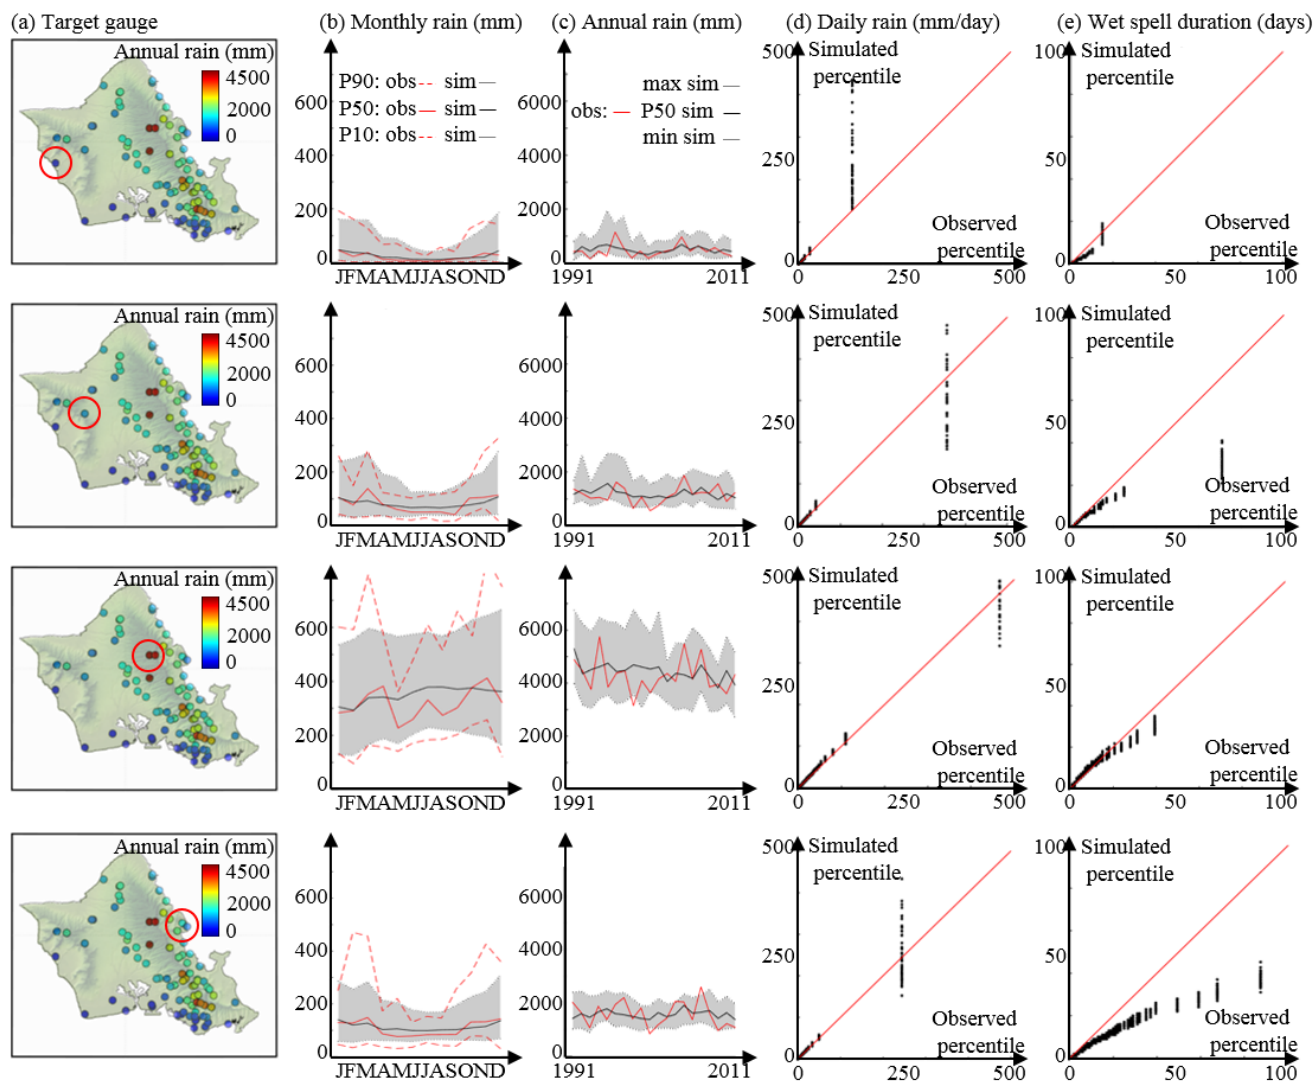 (a) Target gauge (b) Monthly rain (mm) (c) Annual rain (mm) (d) Daily rain (mm/day) (e) Wet spell duration (days)
Annual rain (mm)
4500
2000
0
P90: obs sim
P50: obs sim
P10: obs sim
600
400
200
0
JFMAMJJASOND
max sim
obs: P50 sim
min sim
6000
4000
2000
0
1991 2011
500
Simulated
percentile
250
Observed
percentile
0
0 250 500
100
Simulated
percentile
50
Observed
percentile
0
0 50 100
Annual rain (mm)
4500
2000
0
600
400
200
0
JFMAMJJASOND
6000
4000
2000
0
1991 2011
500
Simulated
percentile
250
Observed
percentile
0
0 250 500
100
Simulated
percentile
50
Observed
percentile
0
0 50 100
Annual rain (mm)
4500
2000
0
600
400
200
0
JFMAMJJASOND
6000
4000
2000
0
1991 2011
500
Simulated
percentile
250
Observed
percentile
0
0 250 500
100
Simulated
percentile
50
Observed
percentile
0
0 50 100
Annual rain (mm)
4500
2000
0
600
400
200
0
JFMAMJJASOND
6000
4000
2000
0
1991 2011
500
Simulated
percentile
250
Observed
percentile
0
0 250 500
100
Simulated
percentile
50
Observed
percentile
0
0 50 100